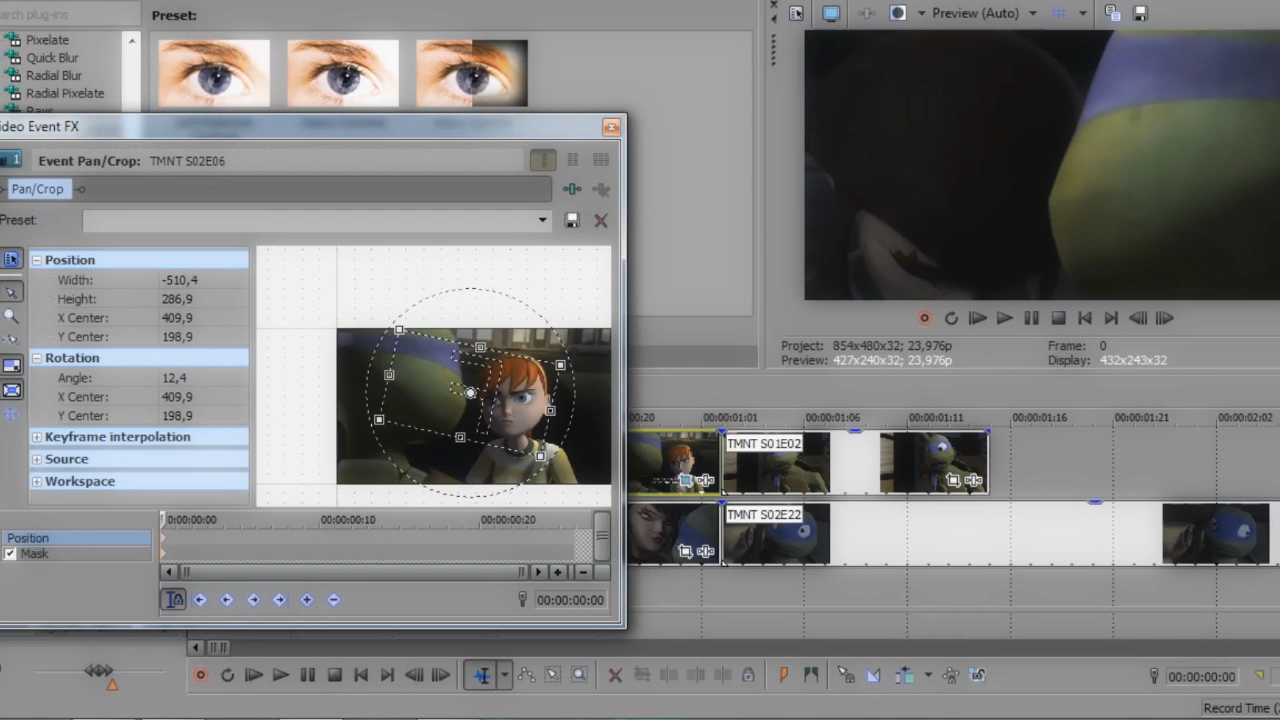 arch plug-ins
Preset:
Preview (Auto)
Pixelate
Quick Blur
Radial Blur
Radial Pixelate
Rays
ideo Event FX
1
Event Pan/Crop: TMNT S02E06
Pan/Crop
Preset:
Position
Width: -510,4
Height: 286,9
X Center: 409,9
Y Center: 198,9
Rotation
Angle: 12,4
X Center: 409,9
Y Center: 198,9
Keyframe interpolation
Source
Workspace
0:00:00:00
00:00:00:10
00:00:00:20
Position
Mask
00:00:00:00
Project: 854x480x32; 23,976p
Frame: 0
Preview: 427x240x32; 23,976p
Display: 432x243x32
0:20
00:00:01:01
00:00:01:06
00:00:01:11
00:00:01:16
00:00:01:21
00:00:02:02
TMNT S01E02
TMNT S02E22
00:00:00:00
Record Time (